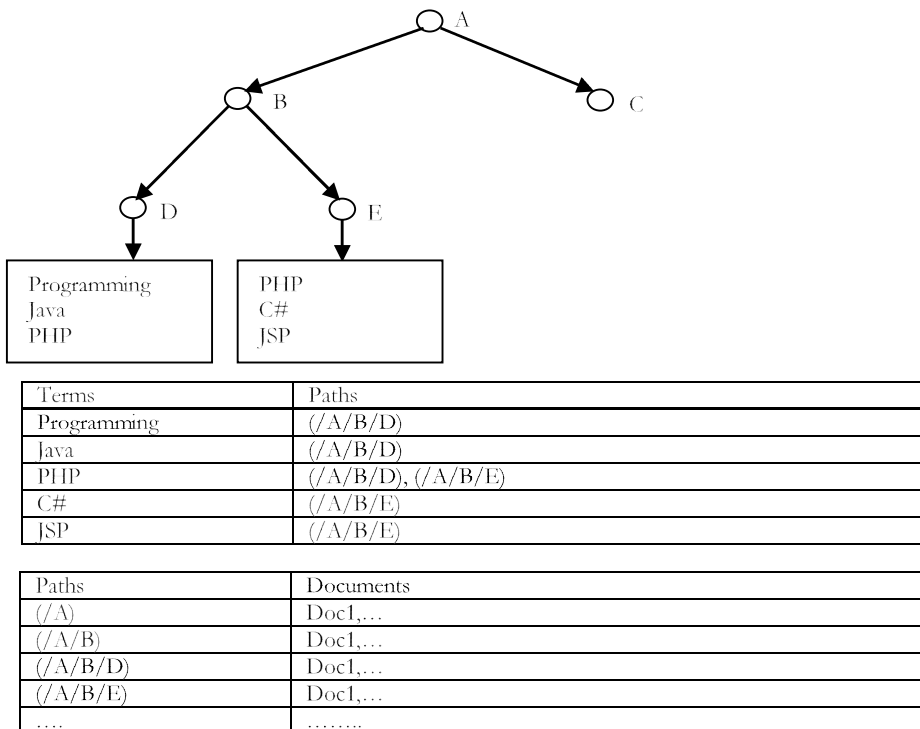 A
B
C
D
E
Programming
Java
PHP
PHP
C#
JSP
Terms Paths
Programming (/A/B/D)
Java (/A/B/D)
PHP (/A/B/D), (/A/B/E)
C# (/A/B/E)
JSP (/A/B/E)
Paths Documents
(/A) Doc1,…
(/A/B) Doc1,…
(/A/B/D) Doc1,…
(/A/B/E) Doc1,…
…. ……..